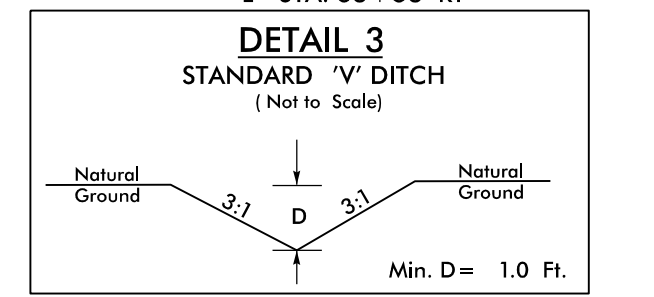 DETAIL 3
STANDARD 'V' DITCH
( Not to Scale)
Natural
Ground
3:1
D
3:1
Natural
Ground
Min. D= 1.0 Ft.